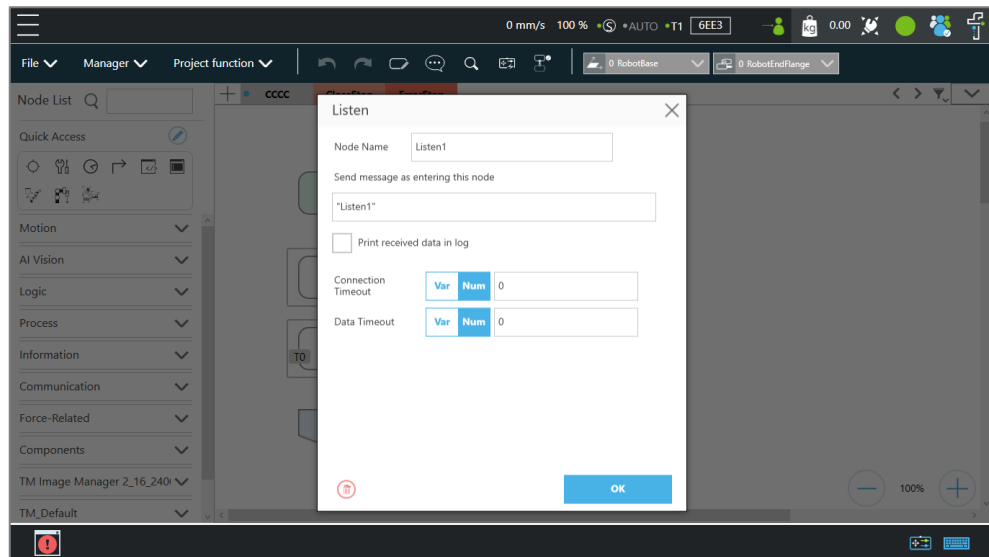 0 mm/s 100 % S AUTO T1 6EE3 kg 0.00
File Manager Project function 0 RobotBase 0 RobotEndFlange
Node List cccc CloseStop ErrorStop
Listen
Quick Access
Node Name Listen1
Send message as entering this node
"Listen1"
Motion
Print received data in log
AI Vision
Connection
Timeout Var Num 0
Logic
Process
Data Timeout Var Num 0
Information
T0
Communication
Force-Related
Components
TM Image Manager 2_16_240
OK
100%
TM_Default